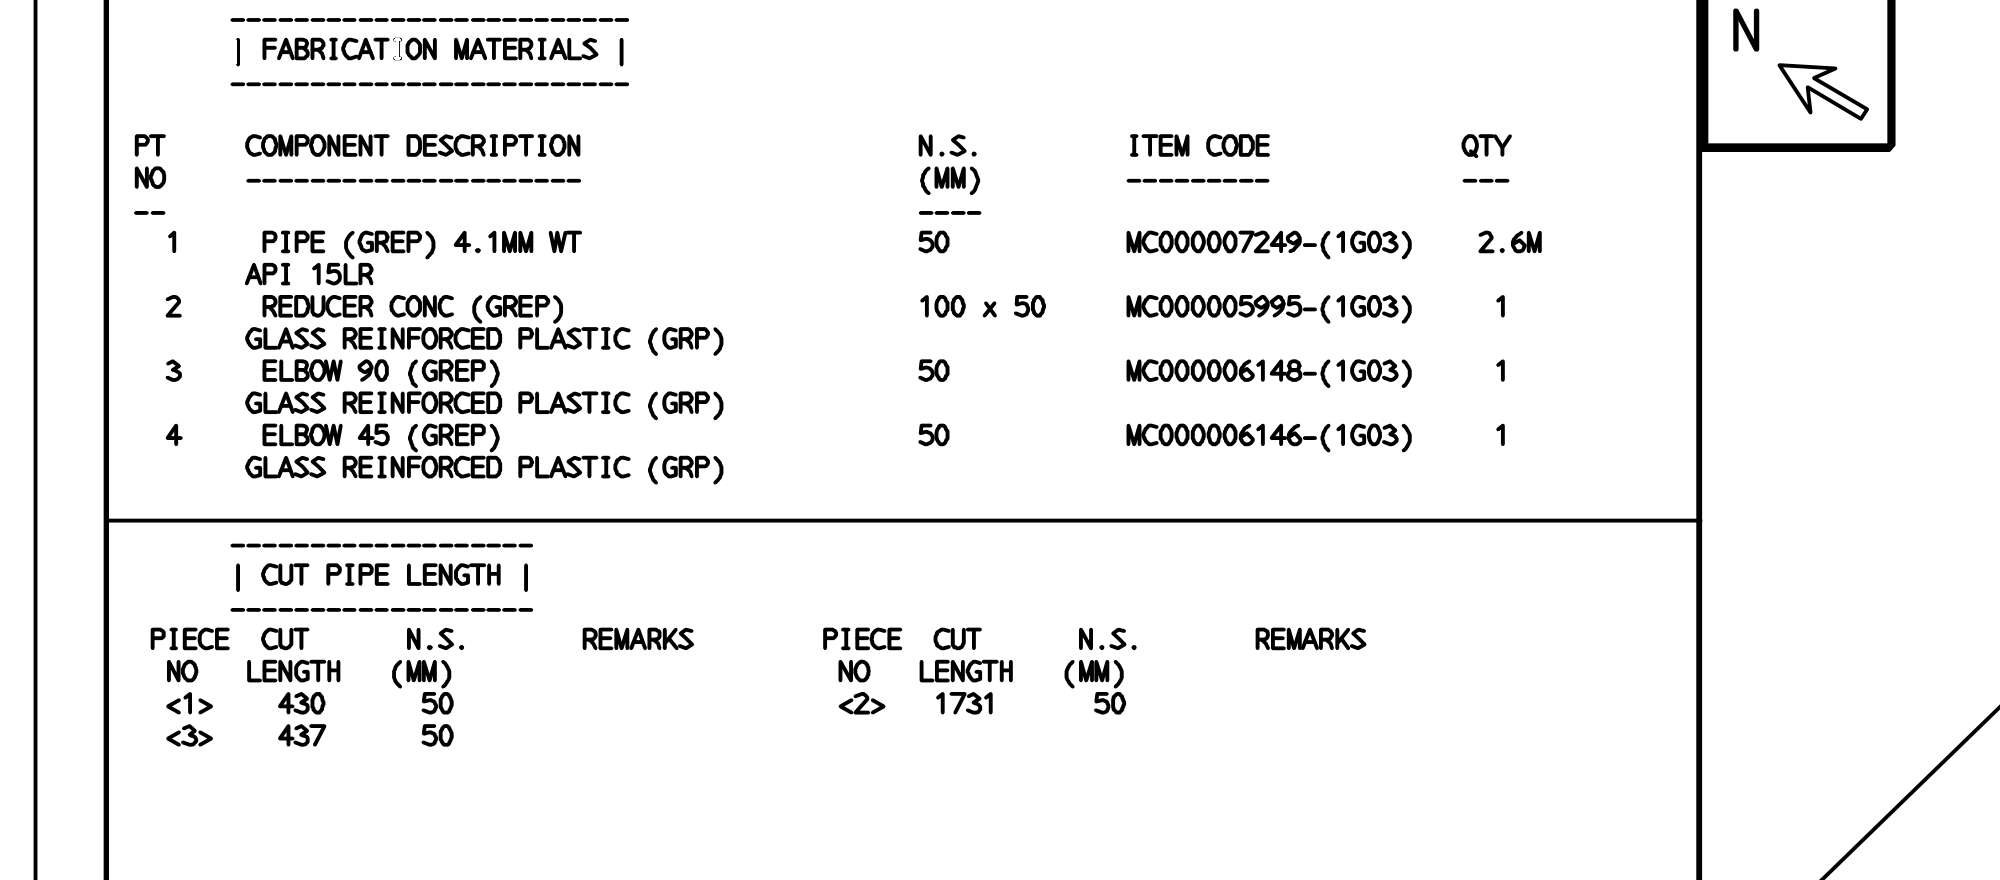 -------------------------
| FABRICATION MATERIALS |
-------------------------
N
PT COMPONENT DESCRIPTION N.S. ITEM CODE QTY
NO --------------------- (MM) --------- ---
-- ----
1 PIPE (GREP) 4.1MM WT 50 MC000007249-(1G03) 2.6M
API 15LR
2 REDUCER CONC (GREP) 100 x 50 MC000005995-(1G03) 1
GLASS REINFORCED PLASTIC (GRP)
3 ELBOW 90 (GREP) 50 MC000006148-(1G03) 1
GLASS REINFORCED PLASTIC (GRP)
4 ELBOW 45 (GREP) 50 MC000006146-(1G03) 1
GLASS REINFORCED PLASTIC (GRP)
-------------------
| CUT PIPE LENGTH |
-------------------
PIECE CUT N.S. REMARKS PIECE CUT N.S. REMARKS
NO LENGTH (MM) NO LENGTH (MM)
<1> 430 50 <2> 1731 50
<3> 437 50